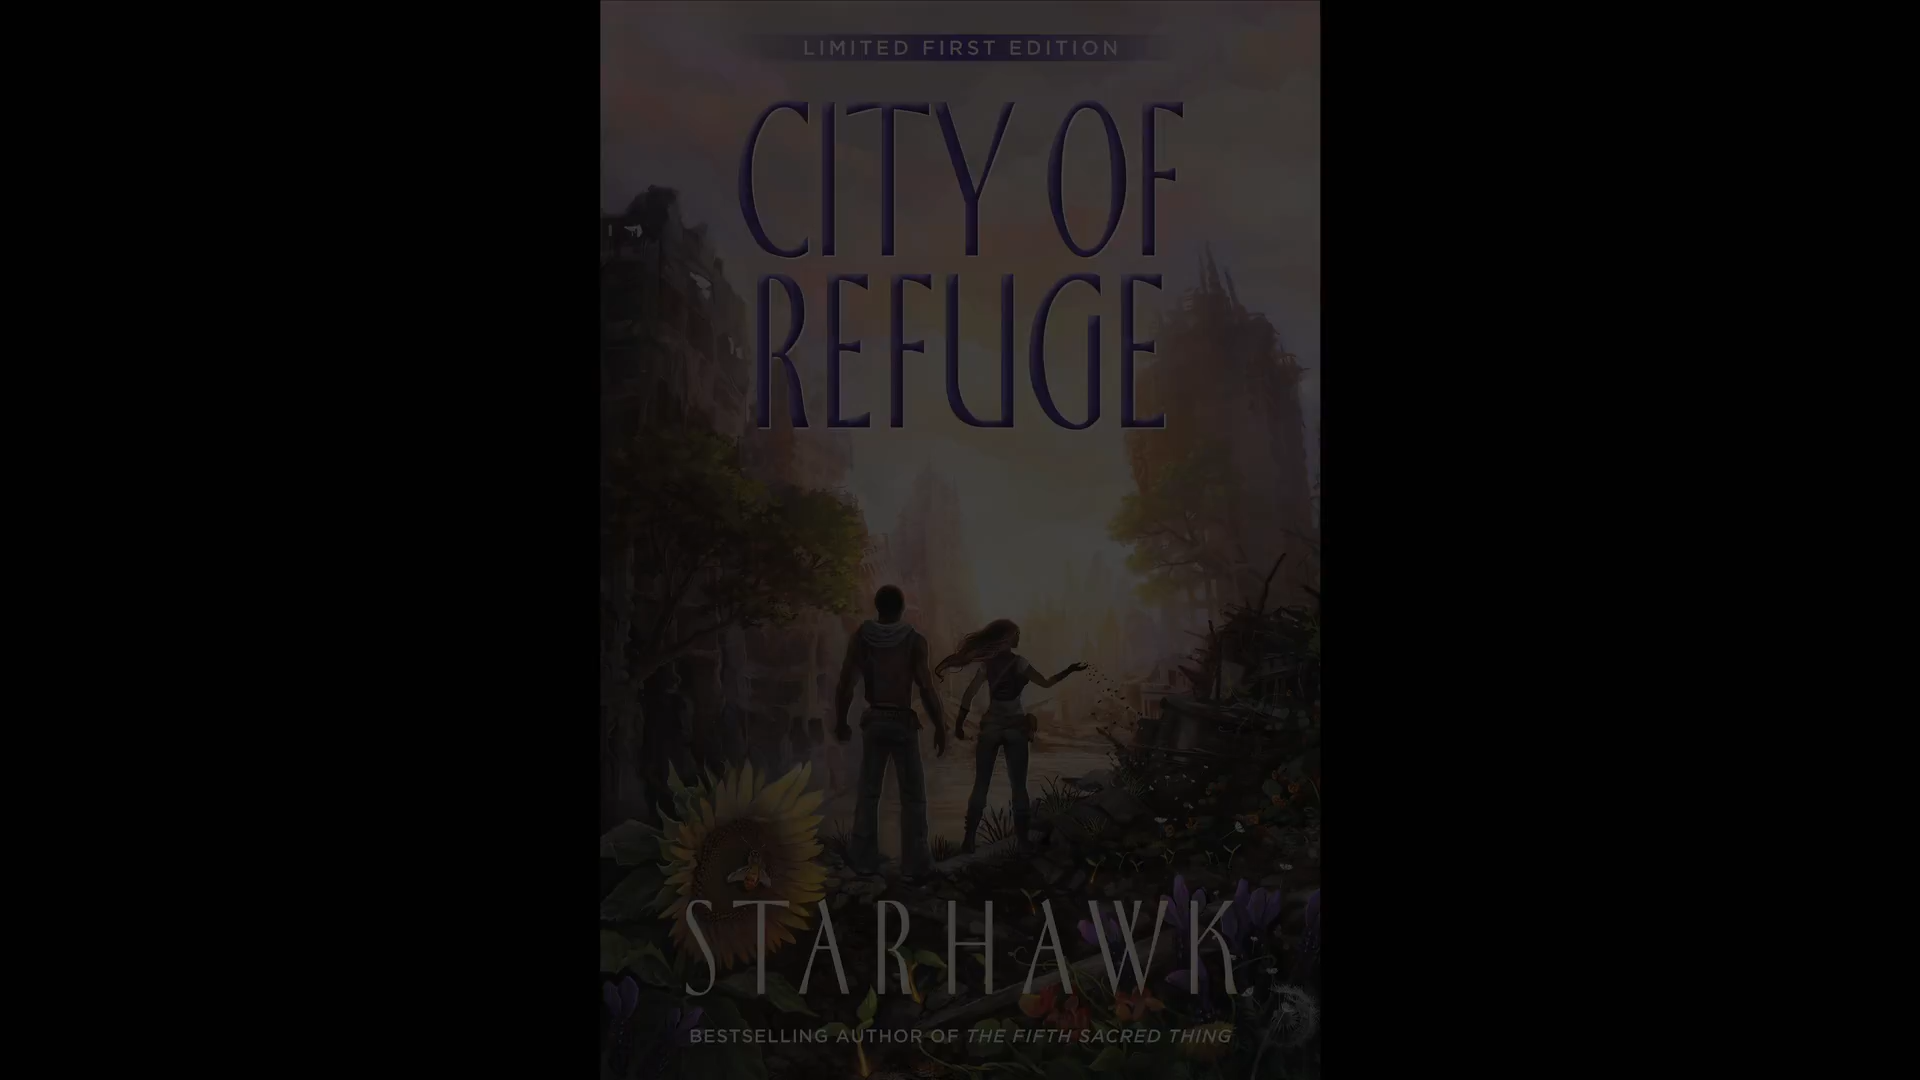 LIMITED FIRST EDITION
CITY OF
REFUGE
STARHAWK
BESTSELLING AUTHOR OF THE FIFTH SACRED THING